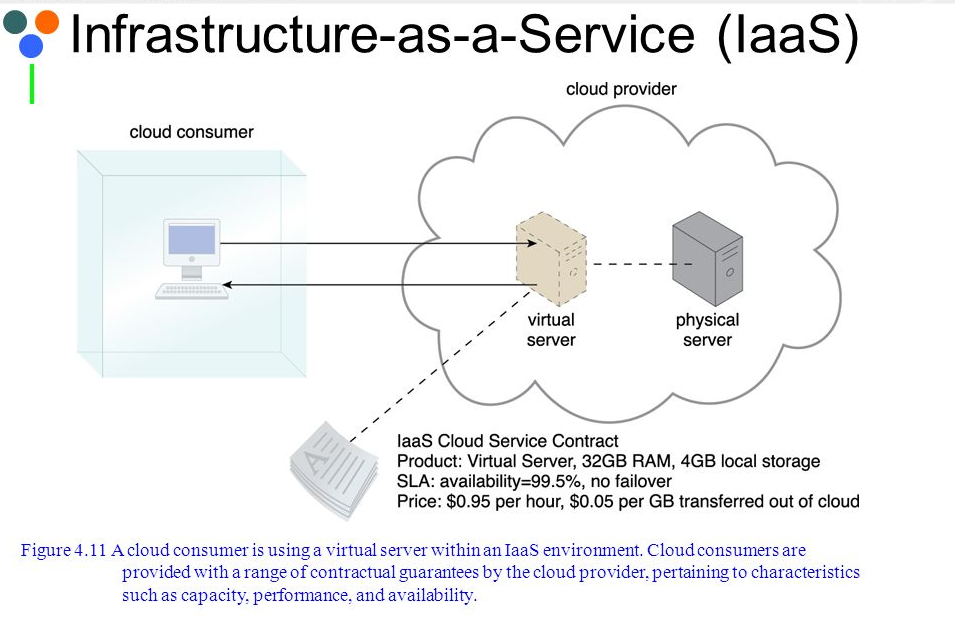 Infrastructure-as-a-Service (IaaS)
cloud provider
cloud consumer
virtual
server
physical
server
A
IaaS Cloud Service Contract
Product: Virtual Server, 32GB RAM, 4GB local storage
SLA: availability=99.5%, no failover
Price: $0.95 per hour, $0.05 per GB transferred out of cloud
Figure 4.11 A cloud consumer is using a virtual server within an IaaS environment. Cloud consumers are
provided with a range of contractual guarantees by the cloud provider, pertaining to characteristics
such as capacity, performance, and availability.